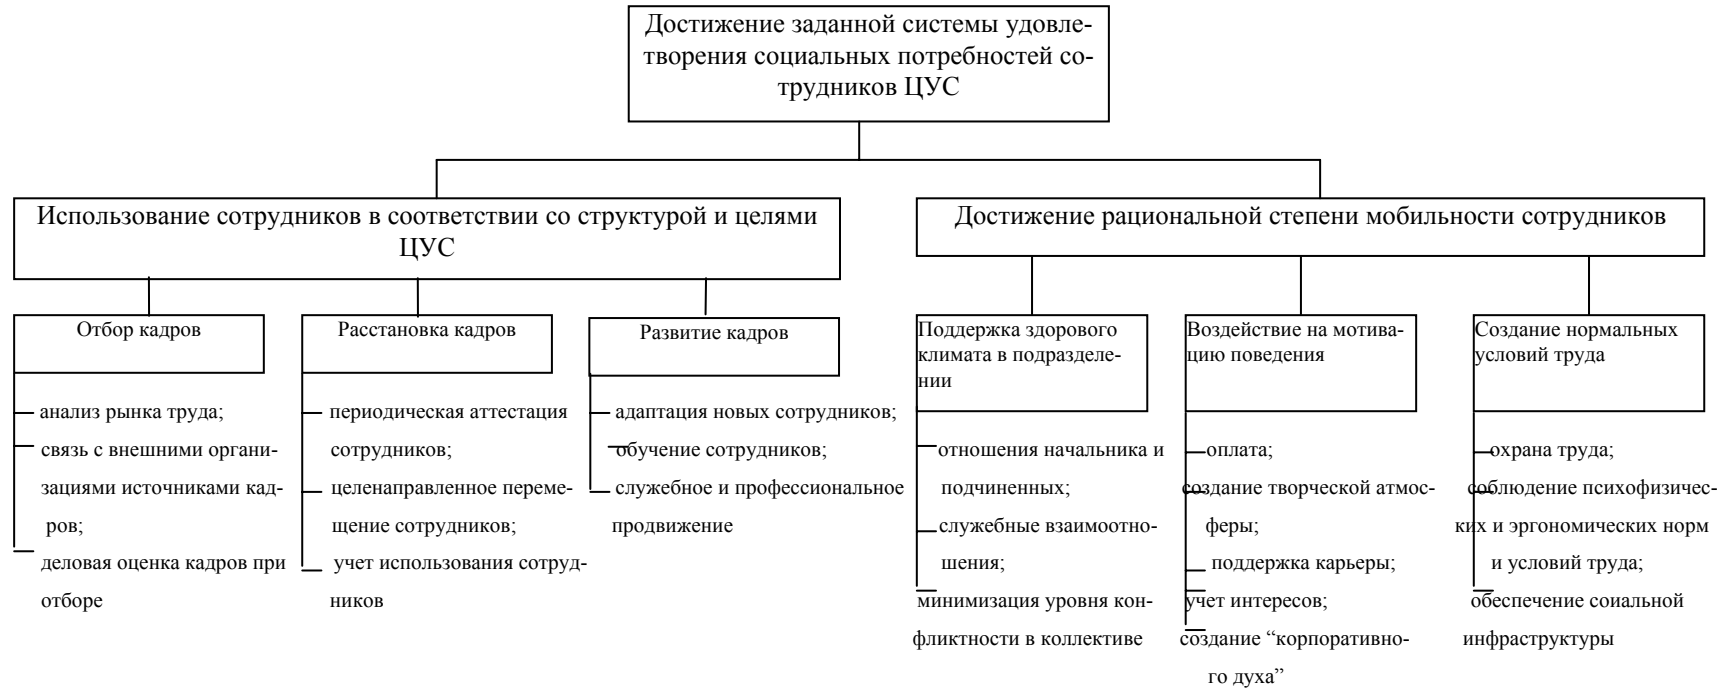 Достижение заданной системы удовле-
творения социальных потребностей со-
трудников ЦУС
Использование сотрудников в соответствии со структурой и целями
ЦУС
Достижение рациональной степени мобильности сотрудников
Отбор кадров
анализ рынка труда;
связь с внешними органи-
зациями источниками кад-
ров;
деловая оценка кадров при
отборе
Расстановка кадров
периодическая аттестация
сотрудников;
целенаправленное переме-
щение сотрудников;
учет использования сотруд-
ников
Развитие кадров
адаптация новых сотрудников;
обучение сотрудников;
служебное и профессиональное
продвижение
Поддержка здорового
климата в подразделе-
нии
отношения начальника и
подчиненных;
служебные взаимоотно-
шения;
минимизация уровня кон-
фликтности в коллективе
Воздействие на мотива-
цию поведения
оплата;
создание творческой атмос-
феры;
поддержка карьеры;
учет интересов;
создание “корпоративно-
го духа”
Создание нормальных
условий труда
охрана труда;
соблюдение психофизичес-
ких и эргономических норм
и условий труда;
обеспечение соиальной
инфраструктуры